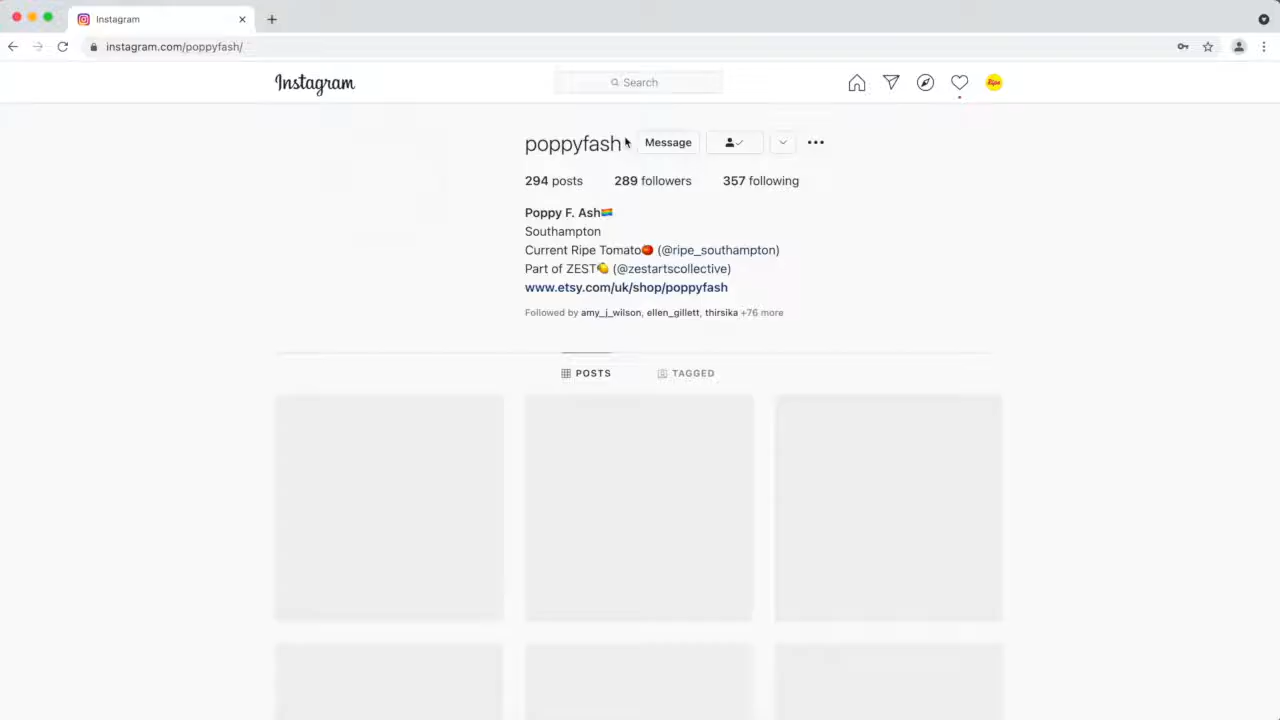 Instagram
instagram.com/poppyfash/
Instagram
Search
Ripe
poppyfash
Message
294 posts 289 followers 357 following
Poppy F. Ash🏳️‍🌈
Southampton
Current Ripe Tomato🍅 (@ripe_southampton)
Part of ZEST🍋 (@zestartscollective)
www.etsy.com/uk/shop/poppyfash
Followed by amy_j_wilson, ellen_gillett, thirsika +76 more
POSTS TAGGED